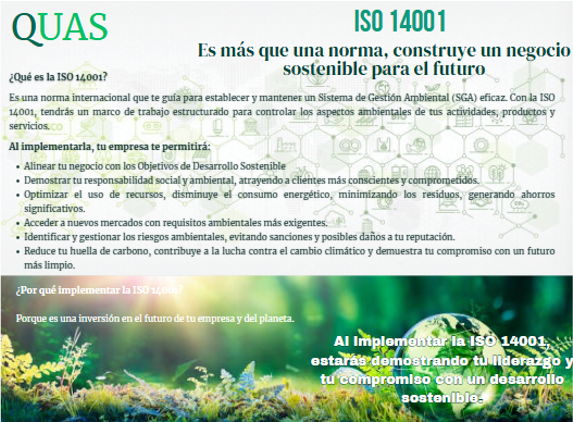 QUAS
ISO 14001
Es más que una norma, construye un negocio
sostenible para el futuro
¿Qué es la ISO 14001?
Es una norma internacional que te guía para establecer y mantener un Sistema de Gestión Ambiental (SGA) eficaz. Con la ISO
14001, tendrás un marco de trabajo estructurado para controlar los aspectos ambientales de tus actividades, productos y
servicios.
Al implementarla, tu empresa te permitirá:
• Alinear tu negocio con los Objetivos de Desarrollo Sostenible
• Demostrar tu responsabilidad social y ambiental, atrayendo a clientes más conscientes y comprometidos.
• Optimizar el uso de recursos, disminuye el consumo energético, minimizando los residuos, generando ahorros
significativos.
• Acceder a nuevos mercados con requisitos ambientales más exigentes.
• Identificar y gestionar los riesgos ambientales, evitando sanciones y posibles daños a tu reputación.
• Reduce tu huella de carbono, contribuye a la lucha contra el cambio climático y demuestra tu compromiso con un futuro
más limpio.
¿Por qué implementar la ISO 14001?
Porque es una inversión en el futuro de tu empresa y del planeta.
Al implementar la ISO 14001,
estarás demostrando tu liderazgo y
tu compromiso con un desarrollo
sostenible.